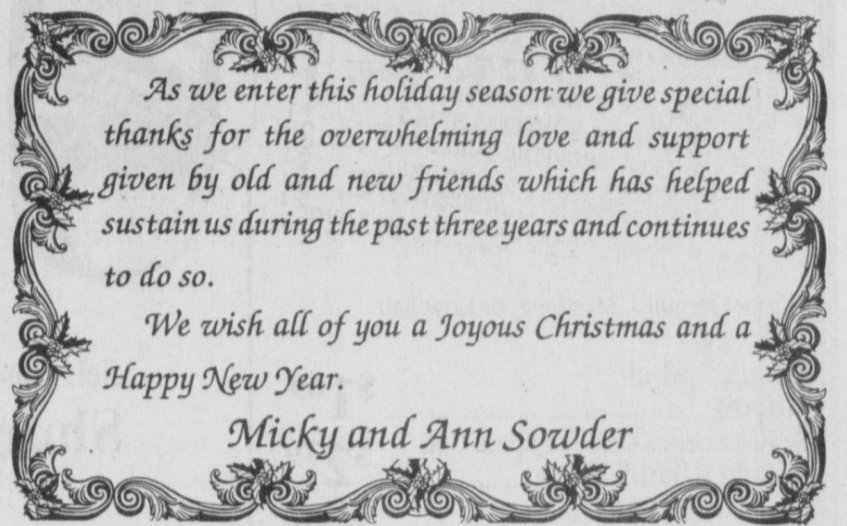 As we enter this holiday season we give special
thanks for the overwhelming love and support
given by old and new friends which has helped
sustain us during the past three years and continues
to do so.
We wish all of you a Joyous Christmas and a
Happy New Year.
Micky and Ann Sowder